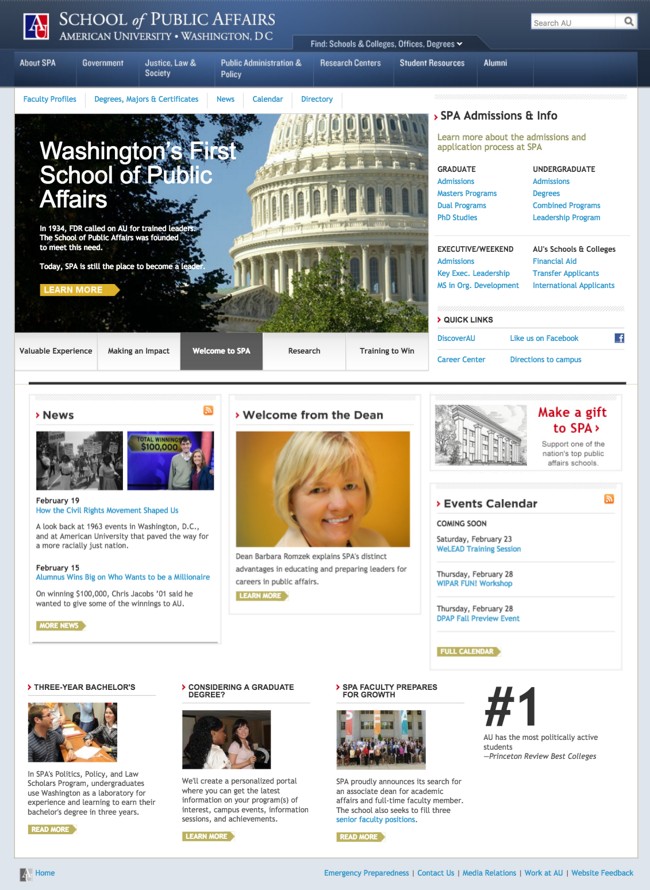 AU
SCHOOL of PUBLIC AFFAIRS
AMERICAN UNIVERSITY • WASHINGTON, DC
Search AU
Find: Schools & Colleges, Offices, Degrees
About SPA
Government
Justice, Law &
Society
Public Administration &
Policy
Research Centers
Student Resources
Alumni
Faculty Profiles
Degrees, Majors & Certificates
News
Calendar
Directory
Washington's First
School of Public
Affairs
In 1934, FDR called on AU for trained leaders.
The School of Public Affairs was founded
to meet this need.
Today, SPA is still the place to become a leader.
LEARN MORE
Valuable Experience
Making an Impact
Welcome to SPA
Research
Training to Win
SPA Admissions & Info
Learn more about the admissions and
application process at SPA
GRADUATE
Admissions
Masters Programs
Dual Programs
PhD Studies
UNDERGRADUATE
Admissions
Degrees
Combined Programs
Leadership Program
EXECUTIVE/WEEKEND
Admissions
Key Exec. Leadership
MS in Org. Development
AU's Schools & Colleges
Financial Aid
Transfer Applicants
International Applicants
QUICK LINKS
DiscoverAU
Like us on Facebook
Career Center
Directions to campus
News
TOTAL WINNINGS
$100,000
February 19
How the Civil Rights Movement Shaped Us
A look back at 1963 events in Washington, D.C.,
and at American University that paved the way for
a more racially just nation.
February 15
Alumnus Wins Big on Who Wants to be a Millionaire
On winning $100,000, Chris Jacobs '01 said he
wanted to give some of the winnings to AU.
MORE NEWS
Welcome from the Dean
Dean Barbara Romzek explains SPA's distinct
advantages in educating and preparing leaders for
careers in public affairs.
LEARN MORE
Make a gift
to SPA
Support one of the
nation's top public
affairs schools.
Events Calendar
COMING SOON
Saturday, February 23
WeLEAD Training Session
Thursday, February 28
WIPAR FUN! Workshop
Thursday, February 28
DPAP Fall Preview Event
FULL CALENDAR
THREE-YEAR BACHELOR'S
In SPA's Politics, Policy, and Law
Scholars Program, undergraduates
use Washington as a laboratory for
experience and learning to earn their
bachelor's degree in three years.
READ MORE
CONSIDERING A GRADUATE
DEGREE?
We'll create a personalized portal
where you can get the latest
information on your program(s) of
interest, campus events, information
sessions, and achievements.
LEARN MORE
SPA FACULTY PREPARES
FOR GROWTH
SPA proudly announces its search for
an associate dean for academic
affairs and full-time faculty member.
The school also seeks to fill three
senior faculty positions.
READ MORE
#1
AU has the most politically active
students
—Princeton Review Best Colleges
Home
Emergency Preparedness | Contact Us | Media Relations | Work at AU | Website Feedback